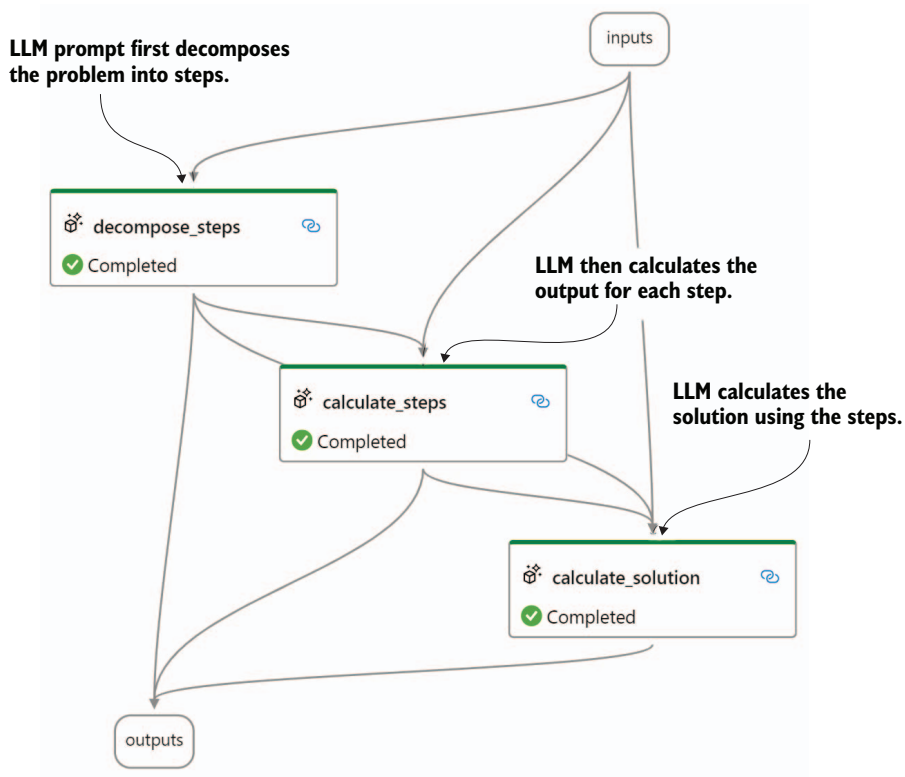 inputs
LLM prompt first decomposes
the problem into steps.
decompose_steps
Completed
LLM then calculates the
output for each step.
calculate_steps
Completed
LLM calculates the
solution using the steps.
calculate_solution
Completed
outputs